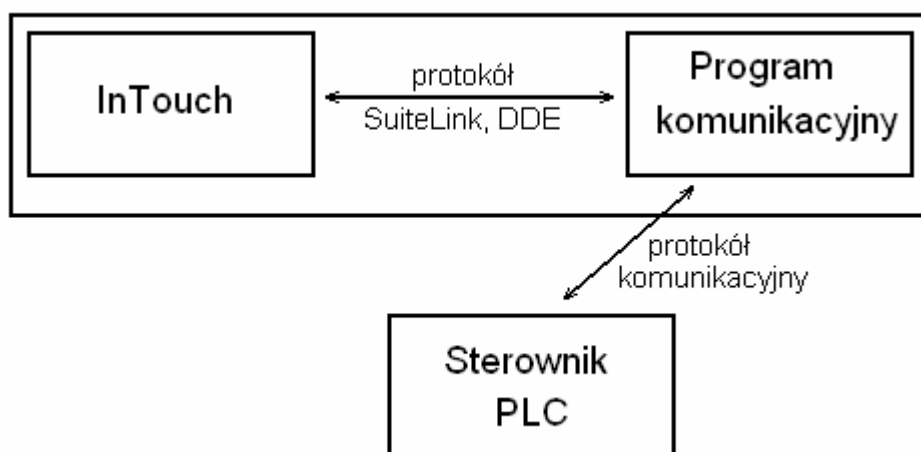 InTouch
protokół
SuiteLink, DDE
Program
komunikacyjny
protokół
komunikacyjny
Sterownik
PLC